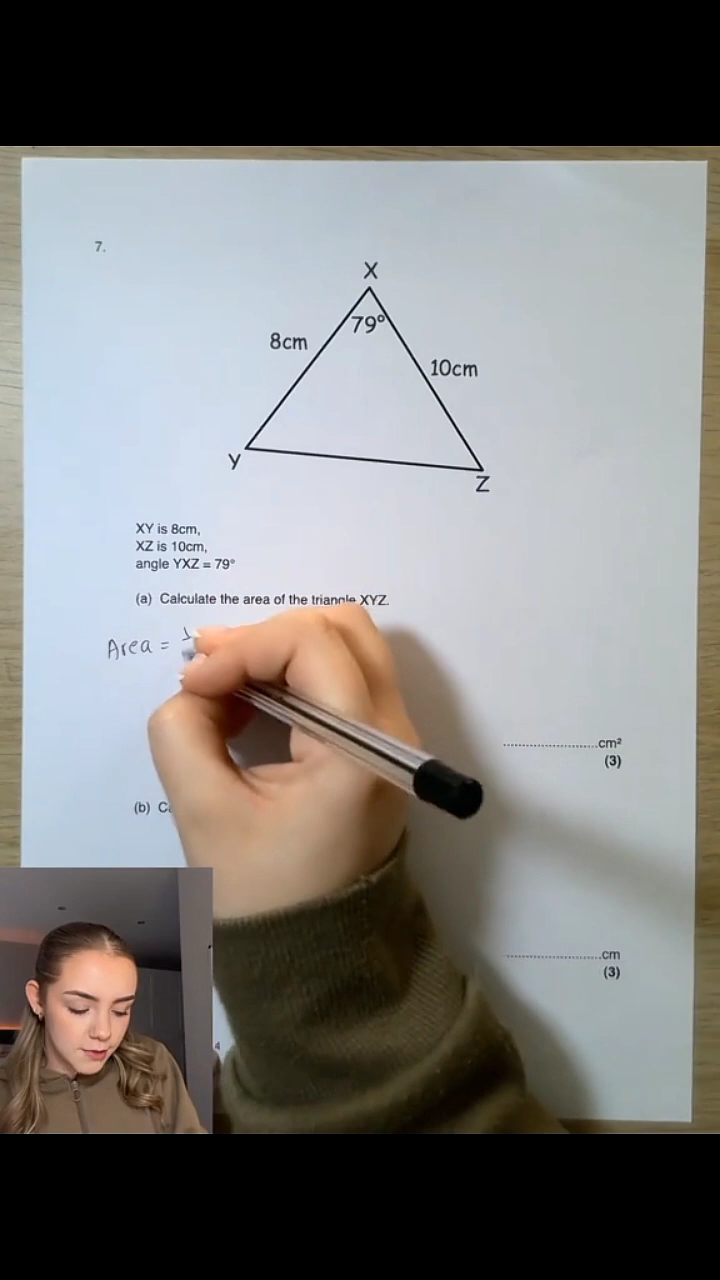 7.
X
79°
8cm
10cm
Y
Z
XY is 8cm,
XZ is 10cm,
angle YXZ = 79°
(a) Calculate the area of the triangle XYZ.
Area =
cm²
(3)
(b)
cm
(3)